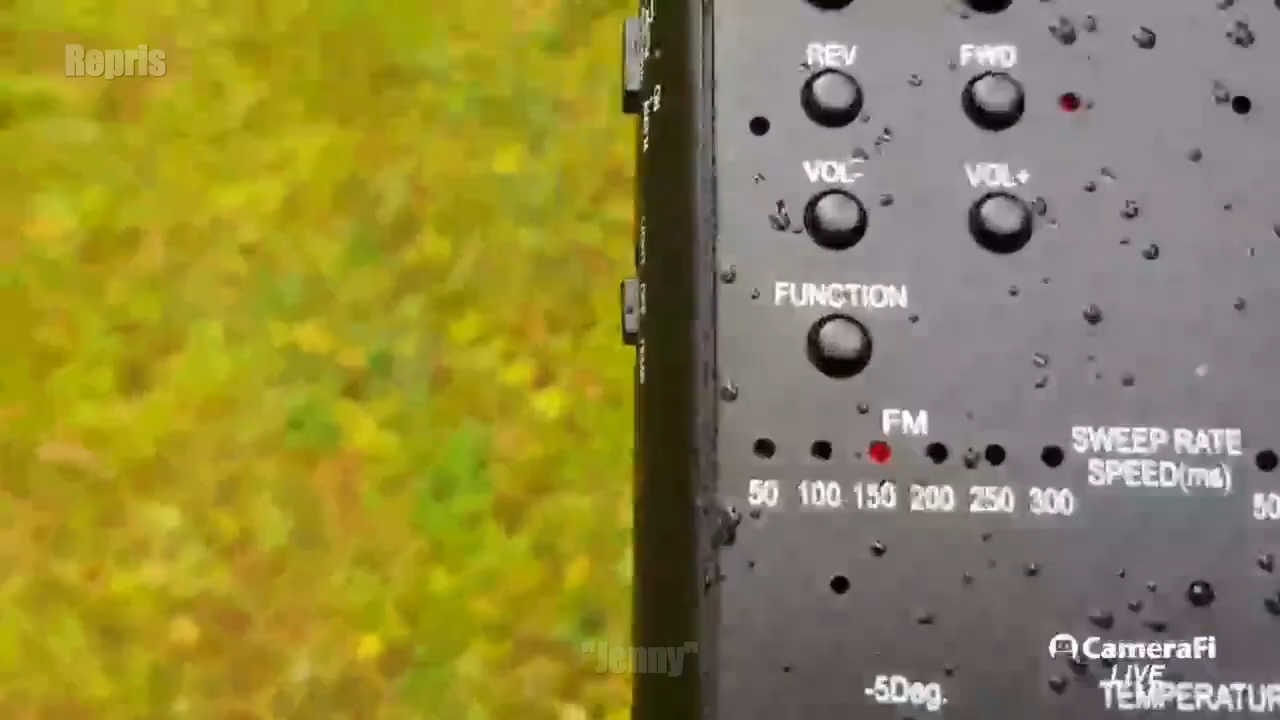 Repris
REV FWD
VOL- VOL+
FUNCTION
FM
50 100 150 200 250 300
SWEEP RATE
SPEED(ms)
50
"Jenny"
CameraFi
LIVE
-5Deg.